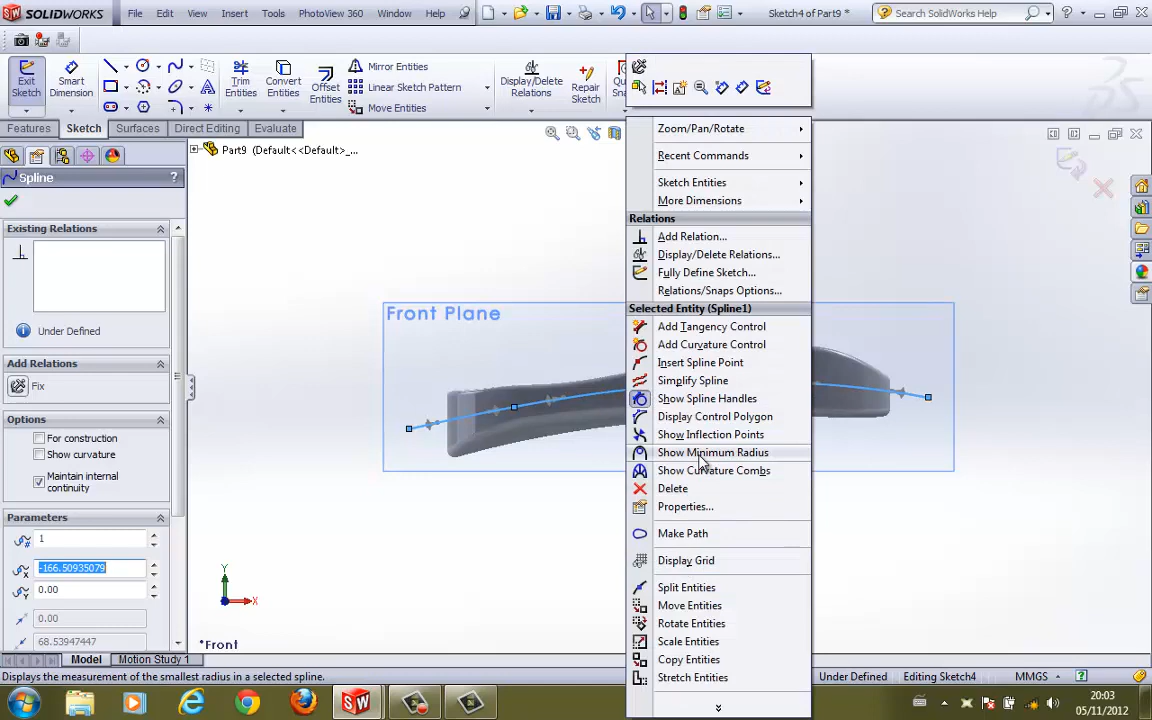 SOLIDWORKS File Edit View Insert Tools PhotoView 360 Window Help Sketch4 of Part9 * Search SolidWorks Help
Exit Sketch
Smart Dimension
Trim Entities
Convert Entities
Offset Entities
Mirror Entities
Linear Sketch Pattern
Move Entities
Display/Delete Relations
Repair Sketch
Features Sketch Surfaces Direct Editing Evaluate
Part9 (Default<<Default>_...
Spline ?
Existing Relations
Under Defined
Add Relations
Fix
Options
For construction
Show curvature
Maintain internal continuity
Parameters
1
-166.50935079
0.00
0.00
68.53947447
Front Plane
Y
X
*Front
Zoom/Pan/Rotate
Recent Commands
Sketch Entities
More Dimensions
Relations
Add Relation...
Display/Delete Relations...
Fully Define Sketch...
Relations/Snaps Options...
Selected Entity (Spline1)
Add Tangency Control
Add Curvature Control
Insert Spline Point
Simplify Spline
Show Spline Handles
Display Control Polygon
Show Inflection Points
Show Minimum Radius
Show Curvature Combs
Delete
Properties...
Make Path
Display Grid
Split Entities
Move Entities
Rotate Entities
Scale Entities
Copy Entities
Stretch Entities
Model Motion Study 1
Displays the measurement of the smallest radius in a selected spline. Under Defined Editing Sketch4 MMGS
20:03
05/11/2012